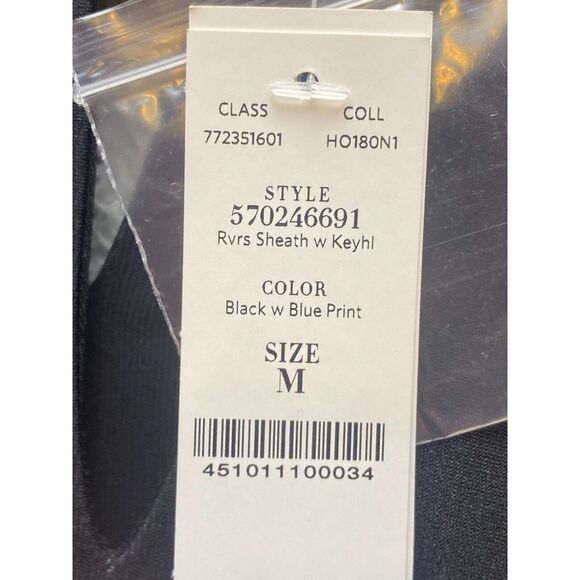 CLASS COLL
772351601 HO180N1
STYLE
570246691
Rvrs Sheath w Keyhl
COLOR
Black w Blue Print
SIZE
M
451011100034